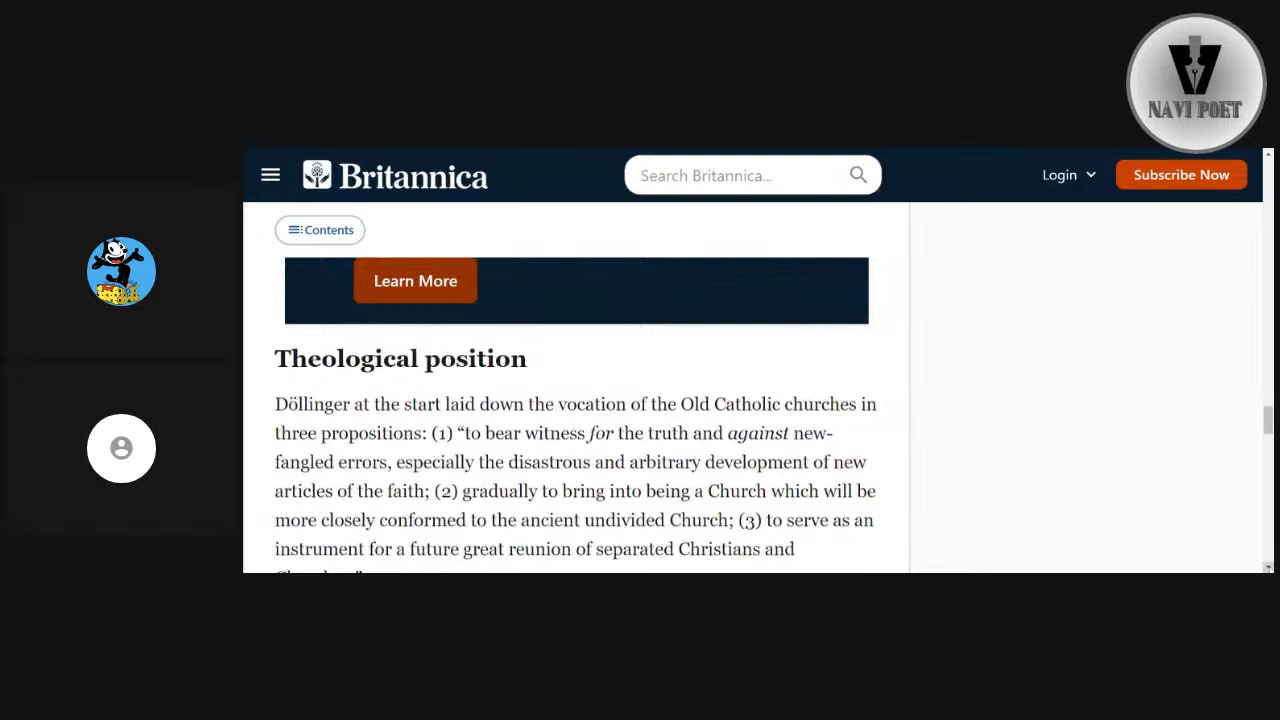 NAVI POET
Britannica
Search Britannica...
Login
Subscribe Now
Contents
Learn More
Theological position
Döllinger at the start laid down the vocation of the Old Catholic churches in
three propositions: (1) “to bear witness for the truth and against new-
fangled errors, especially the disastrous and arbitrary development of new
articles of the faith; (2) gradually to bring into being a Church which will be
more closely conformed to the ancient undivided Church; (3) to serve as an
instrument for a future great reunion of separated Christians and